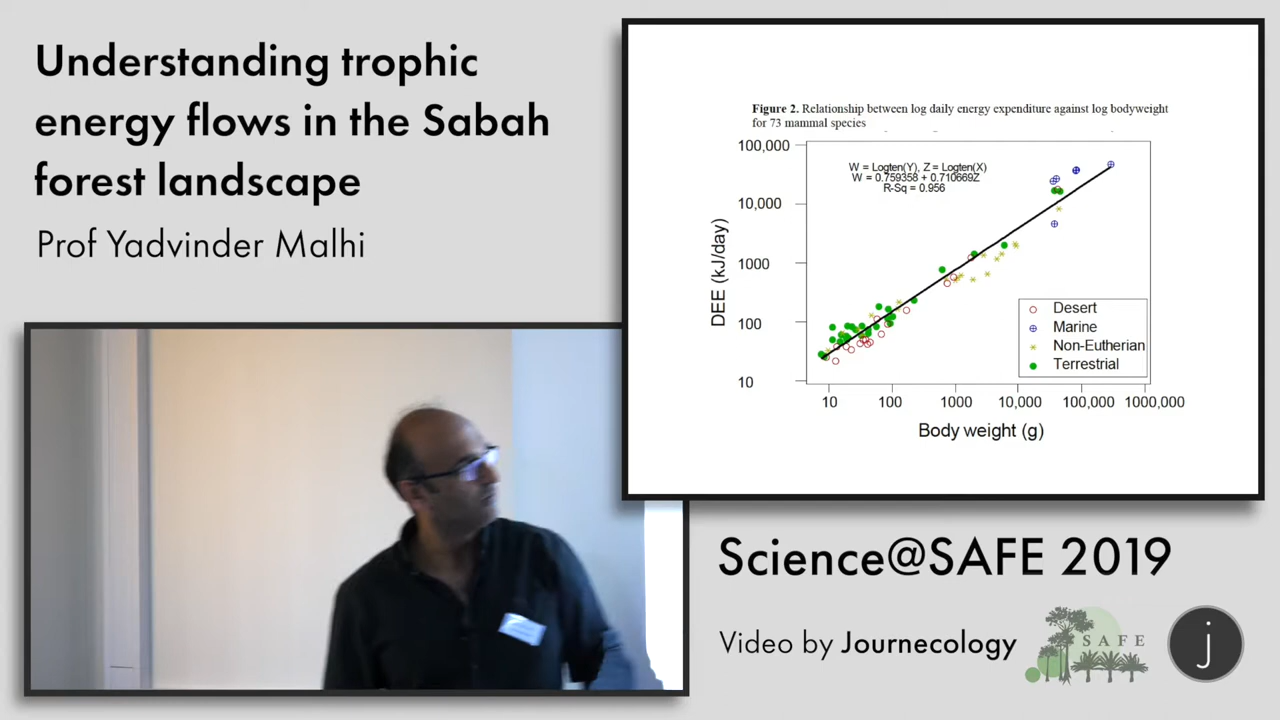 Understanding trophic
energy flows in the Sabah
forest landscape
Prof Yadvinder Malhi
Figure 2. Relationship between log daily energy expenditure against log bodyweight
for 73 mammal species
W = Logten(Y), Z = Logten(X)
W = 0.759358 + 0.710669Z
R-Sq = 0.956
100,000
10,000
1000
100
10
DEE (kJ/day)
Desert
Marine
Non-Eutherian
Terrestrial
10 100 1000 10,000 100,000 1000,000
Body weight (g)
Science@SAFE 2019
Video by Journecology
SAFE
j